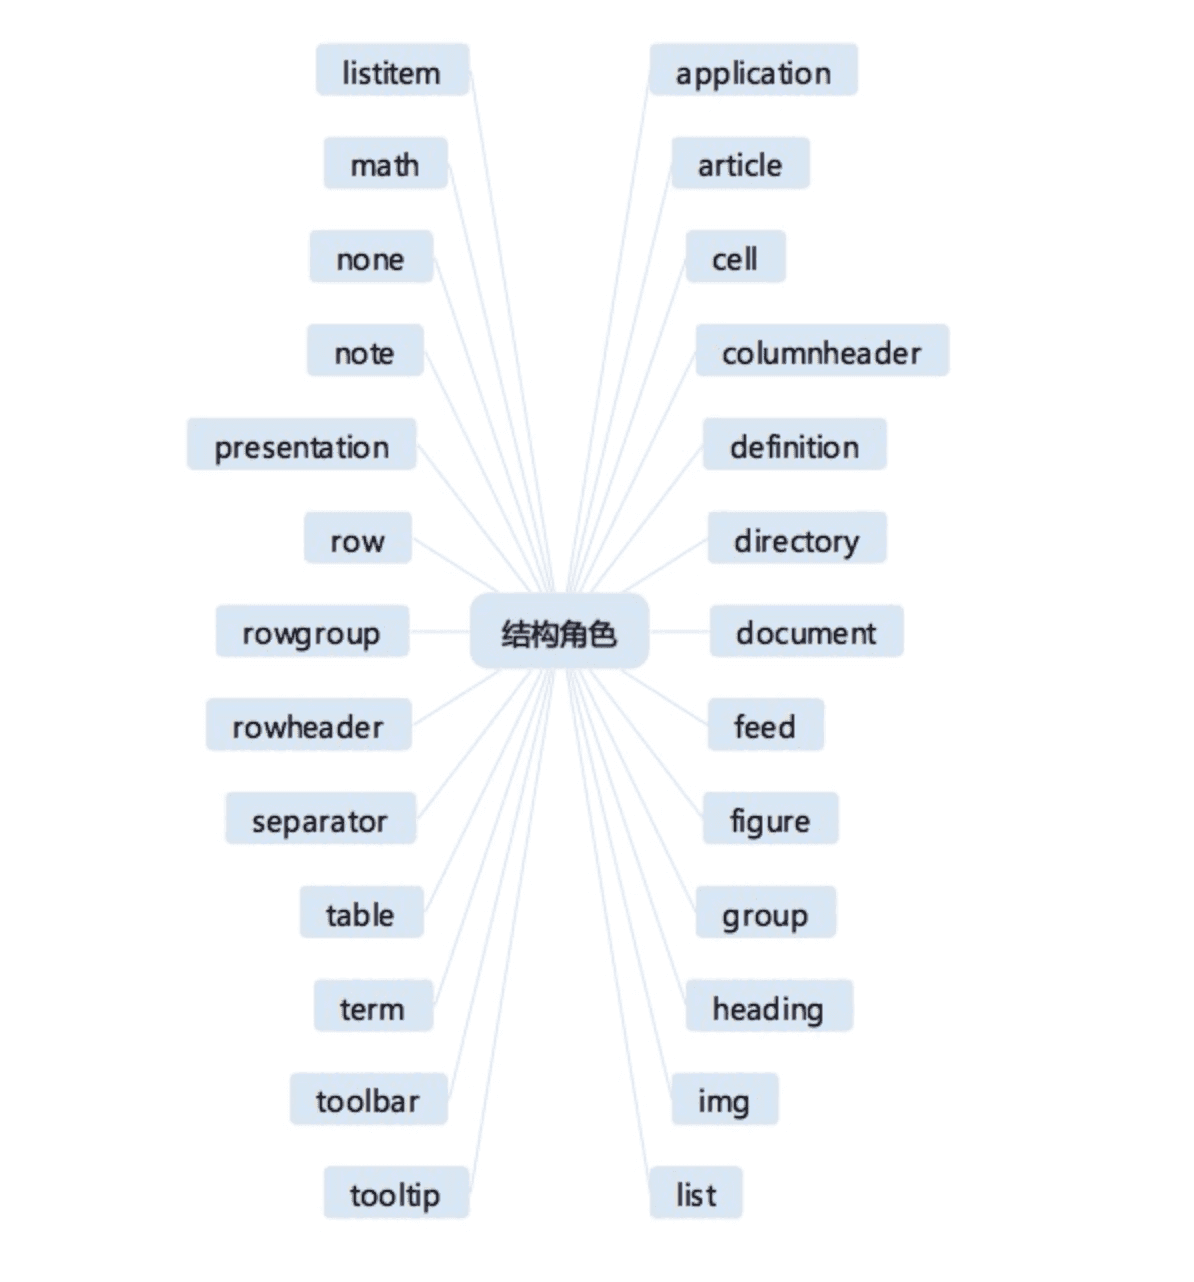 listitem
application
math
article
none
cell
note
columnheader
presentation
definition
row
directory
rowgroup
结构角色
document
rowheader
feed
separator
figure
table
group
term
heading
toolbar
img
tooltip
list